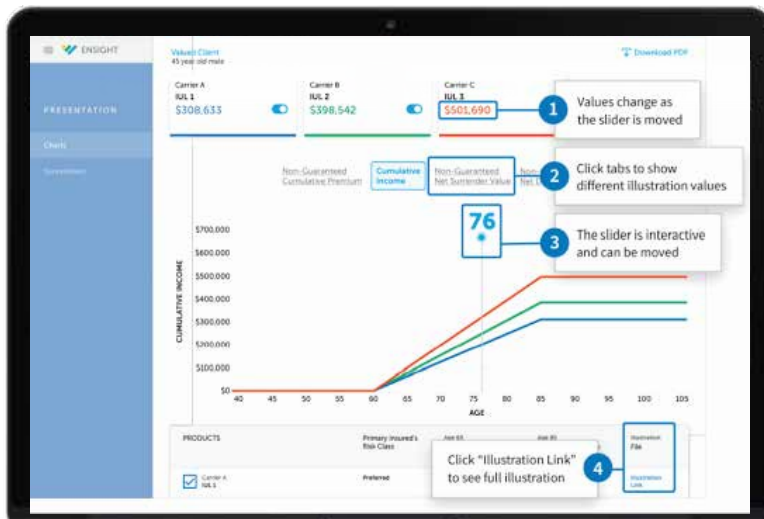 ENSIGHT
Valued Client
45 year old male
Download PDF
PRESENTATION
Charts
Carrier A
IUL 1
$308,633
Carrier B
IUL 2
$398,542
Carrier C
IUL 3
$501,690
1
Values change as
the slider is moved
Non-Guaranteed
Cumulative Premium
Cumulative
Income
Non-Guaranteed
Net Surrender Value
2
Click tabs to show
different illustration values
76
3
The slider is interactive
and can be moved
CUMULATIVE INCOME
$700,000
$600,000
$500,000
$400,000
$300,000
$200,000
$100,000
$0
40 45 50 55 60 65 70 75 80 85 90 95 100 105
AGE
PRODUCTS
Primary Insured's
Risk Class
Illustration
File
Click "Illustration Link"
to see full illustration
4
Carrier A
IUL 1
Preferred
Illustration
Link